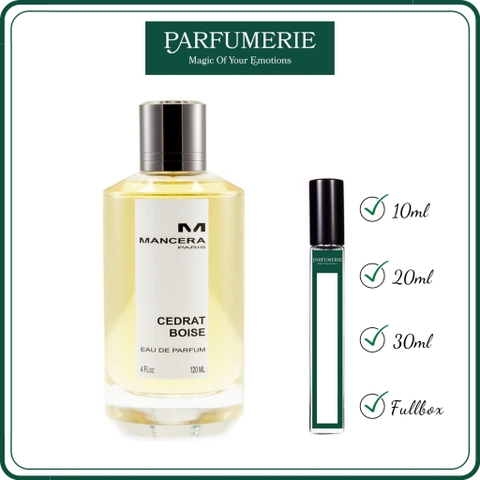 PARFUMERIE
Magic Of Your Emotions
MANCERA
PARIS
CEDRAT
BOISE
EAU DE PARFUM
4 Fl.oz 120 ML
PARFUMERIE
10ml
20ml
30ml
Fullbox